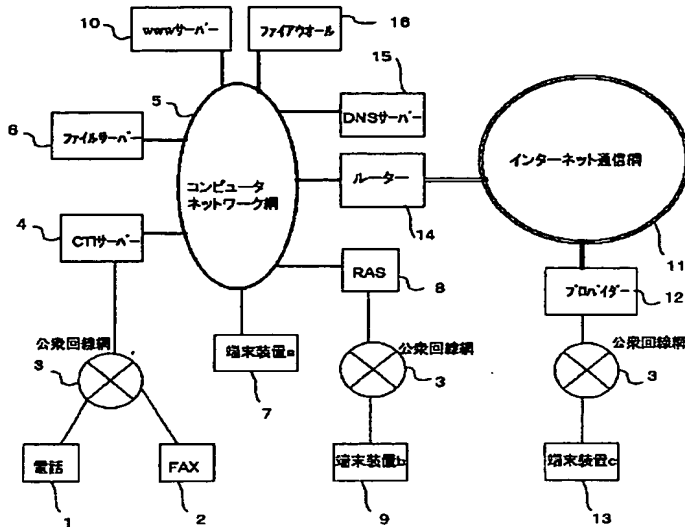 10
wwwサーバー
ファイアウオール
16
15
5
DNSサーバー
6
ファイルサーバー
コンピュータ
ネットワーク網
ルーター
14
インターネット通信網
11
4
CTIサーバー
RAS
8
プロバイダー
12
公衆回線網
3
端末装置a
7
公衆回線網
3
公衆回線網
3
電話
1
FAX
2
端末装置b
9
端末装置c
13